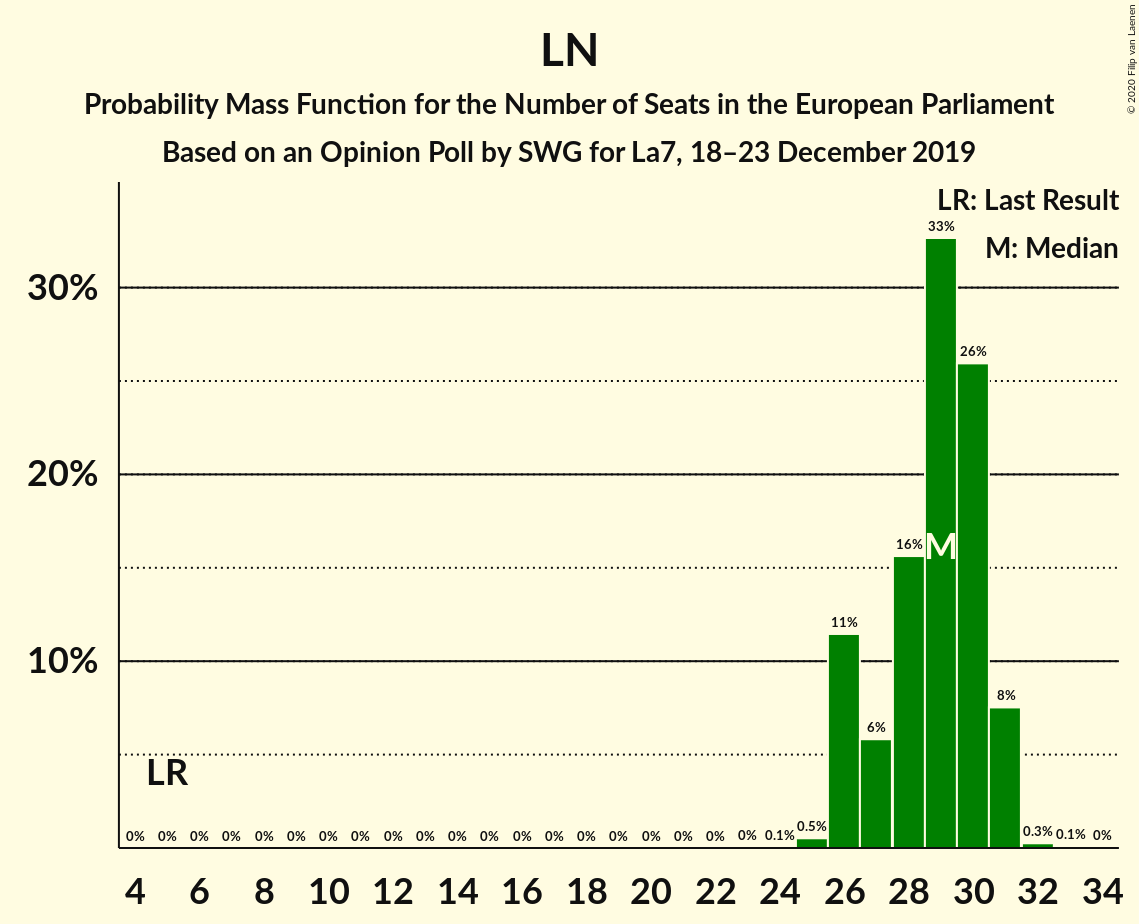 LN
Probability Mass Function for the Number of Seats in the European Parliament
Based on an Opinion Poll by SWG for La7, 18–23 December 2019
© 2020 Filip van Laenen
LR: Last Result
M: Median
33%
30%
26%
20%
16%
M
11%
10%
8%
6%
LR
0% 0% 0% 0% 0% 0% 0% 0% 0% 0% 0% 0% 0% 0% 0% 0% 0% 0% 0% 0% 0.1% 0.5% 0.3% 0.1% 0%
4 6 8 10 12 14 16 18 20 22 24 26 28 30 32 34